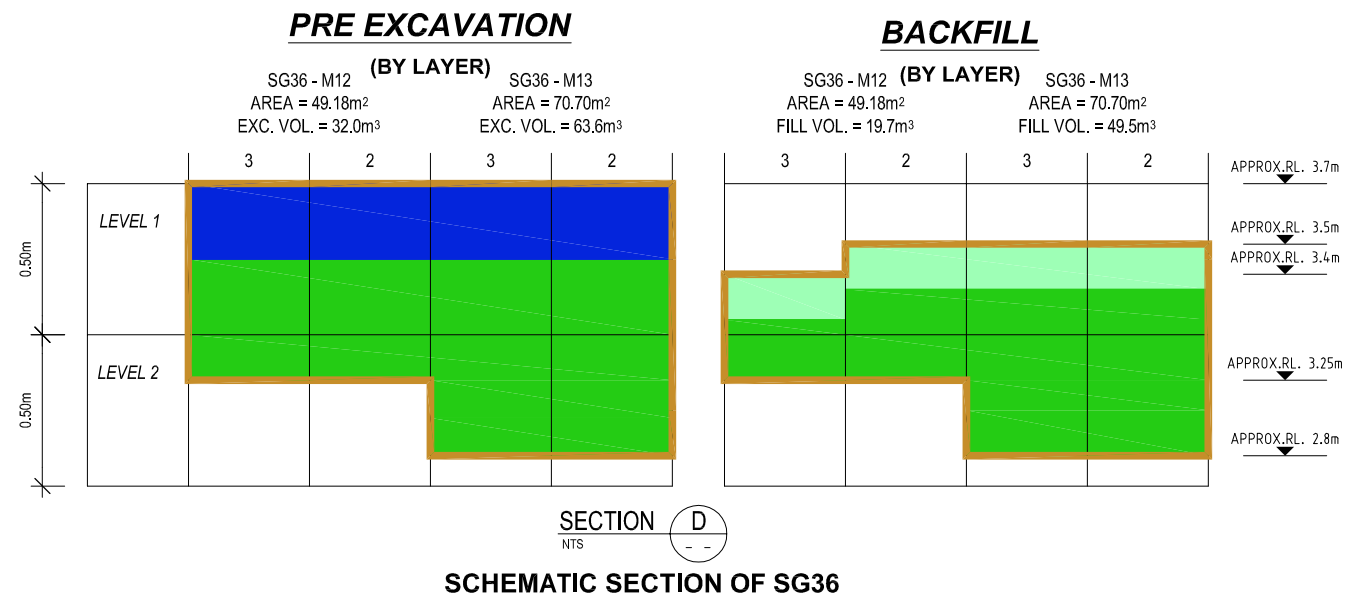 PRE EXCAVATION
(BY LAYER)
SG36 - M12
AREA = 49.18m²
EXC. VOL. = 32.0m³
SG36 - M13
AREA = 70.70m²
EXC. VOL. = 63.6m³
3 2 3 2
LEVEL 1
LEVEL 2
0.50m
0.50m
BACKFILL
(BY LAYER)
SG36 - M12
AREA = 49.18m²
FILL VOL. = 19.7m³
SG36 - M13
AREA = 70.70m²
FILL VOL. = 49.5m³
3 2 3 2
APPROX.RL. 3.7m
APPROX.RL. 3.5m
APPROX.RL. 3.4m
APPROX.RL. 3.25m
APPROX.RL. 2.8m
SECTION D
NTS - -
SCHEMATIC SECTION OF SG36